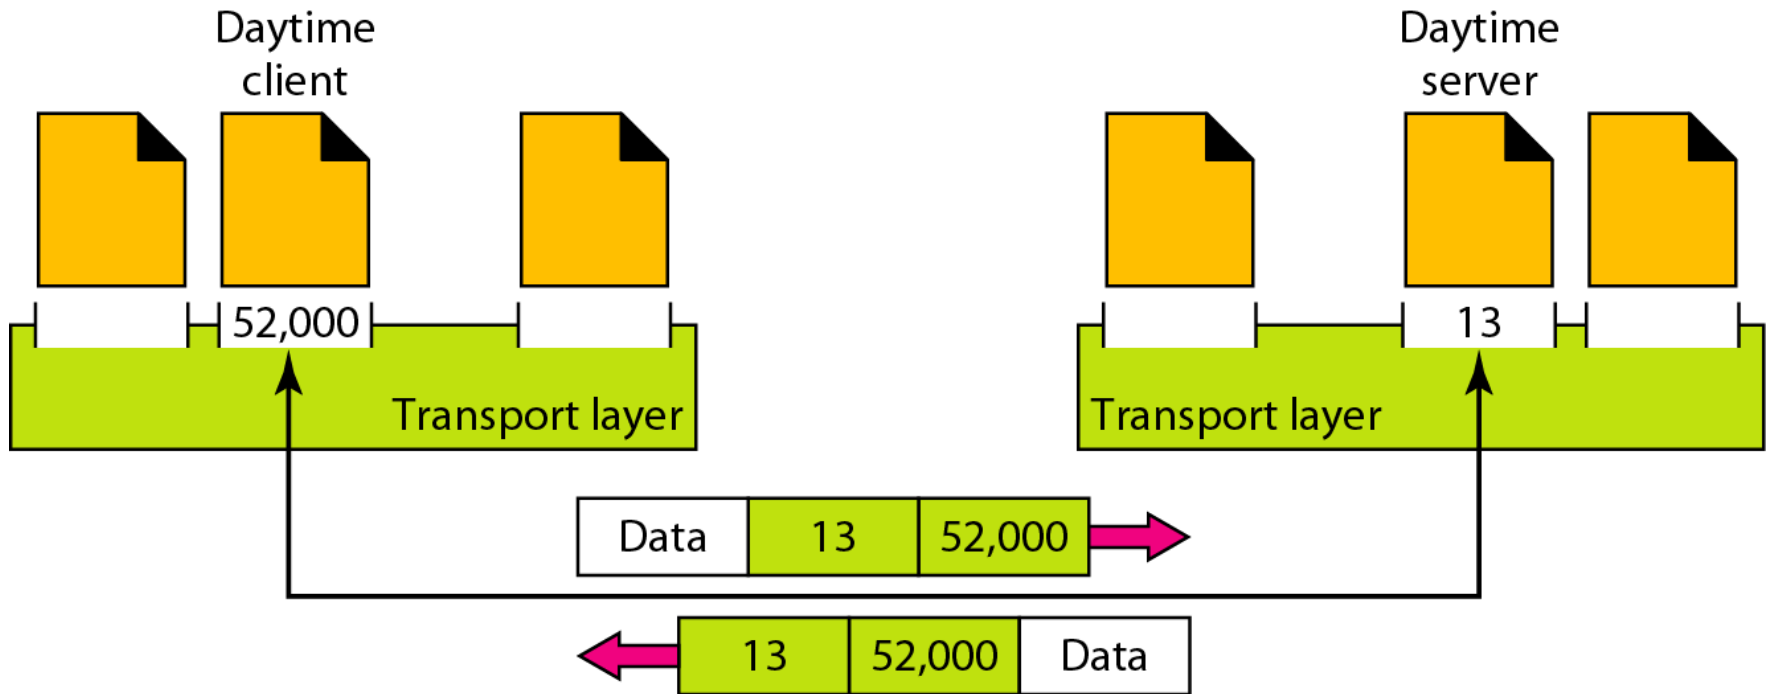 Daytime
client
Daytime
server
52,000
13
Transport layer
Transport layer
Data 13 52,000
13 52,000 Data